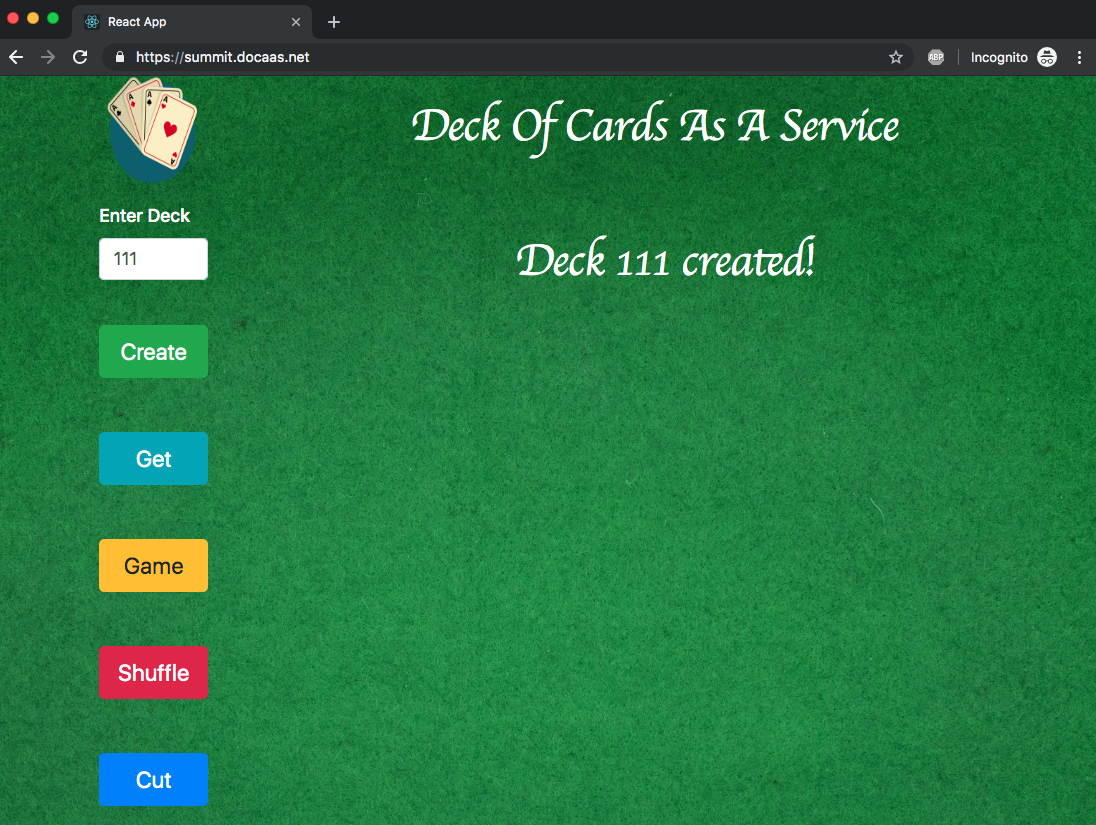 React App
https://summit.docaas.net
ABP
Incognito
A
A
A
A
A
Deck Of Cards As A Service
Enter Deck
111
Deck 111 created!
Create
Get
Game
Shuffle
Cut